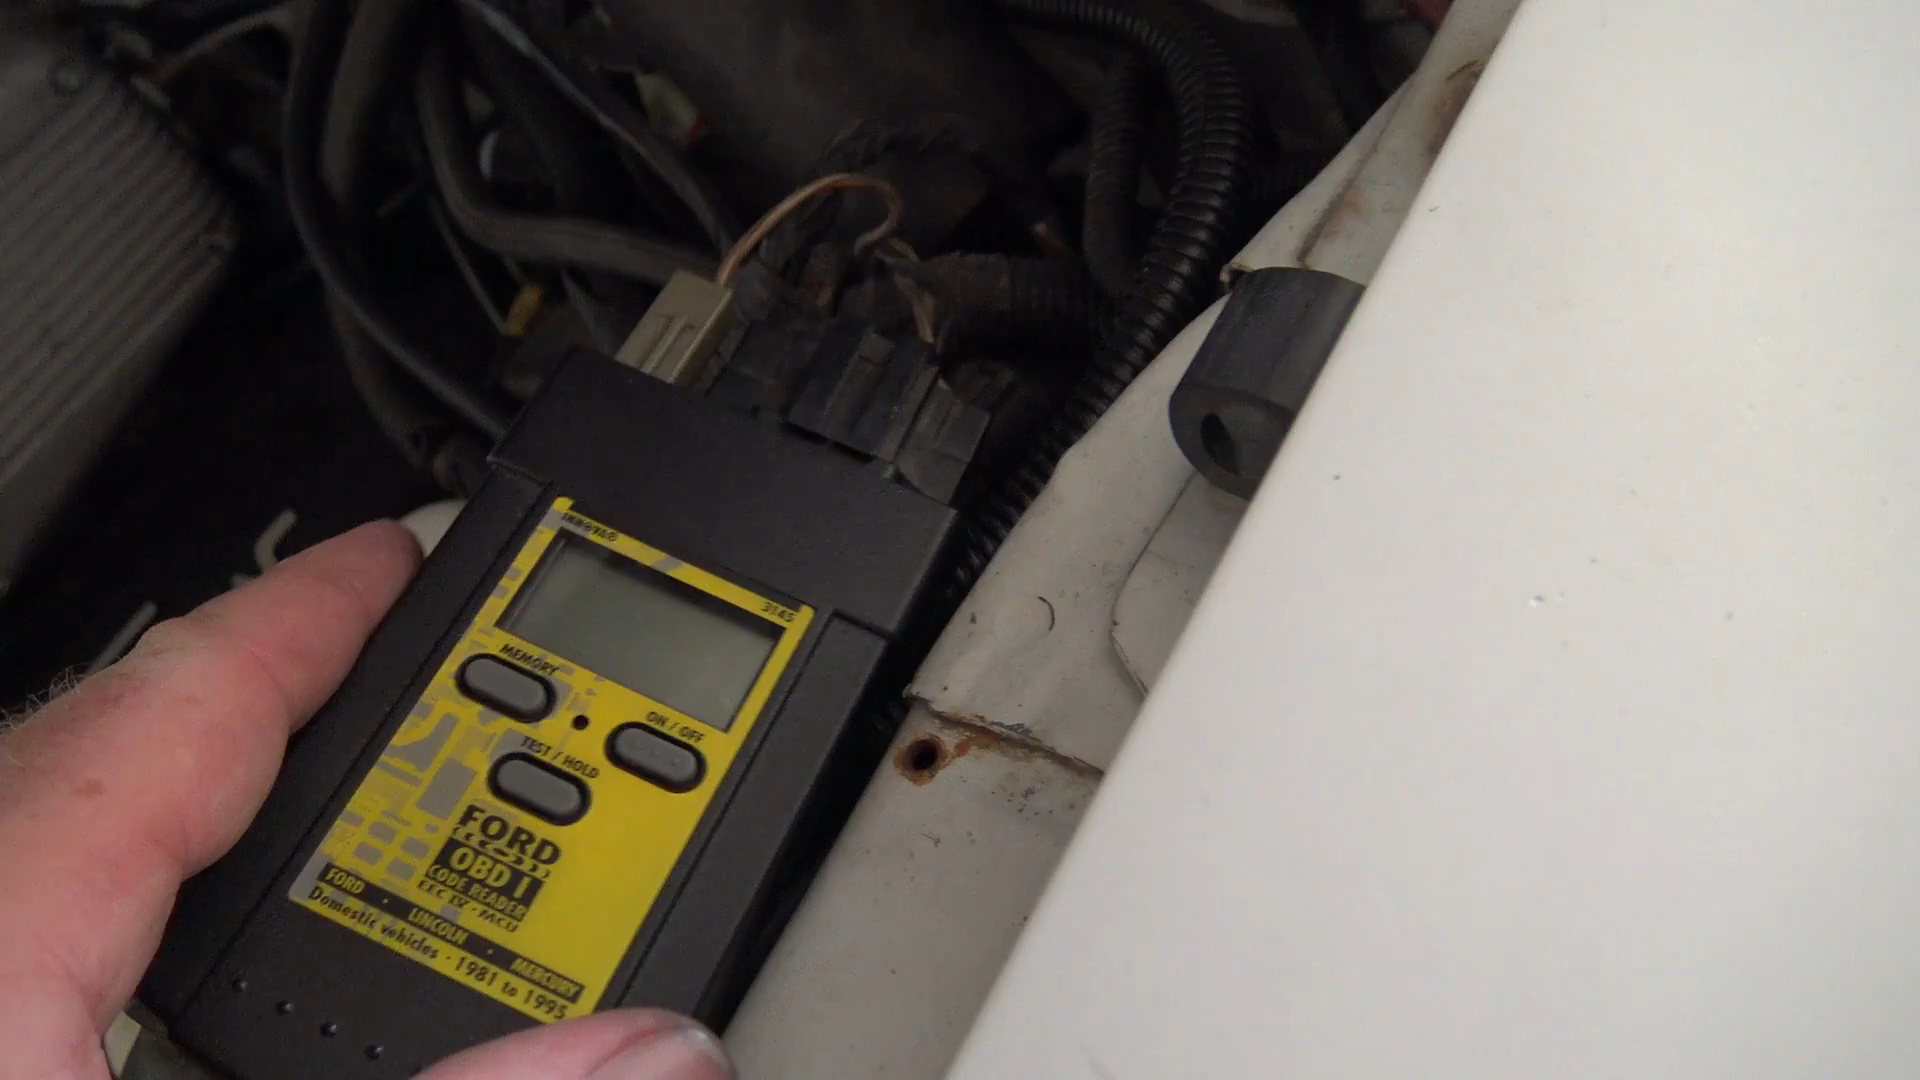 INNOVA®
3145
MEMORY
ON / OFF
TEST / HOLD
FORD
OBD I
CODE READER
EEC IV - MCU
FORD · LINCOLN · MERCURY
Domestic vehicles - 1981 to 1995